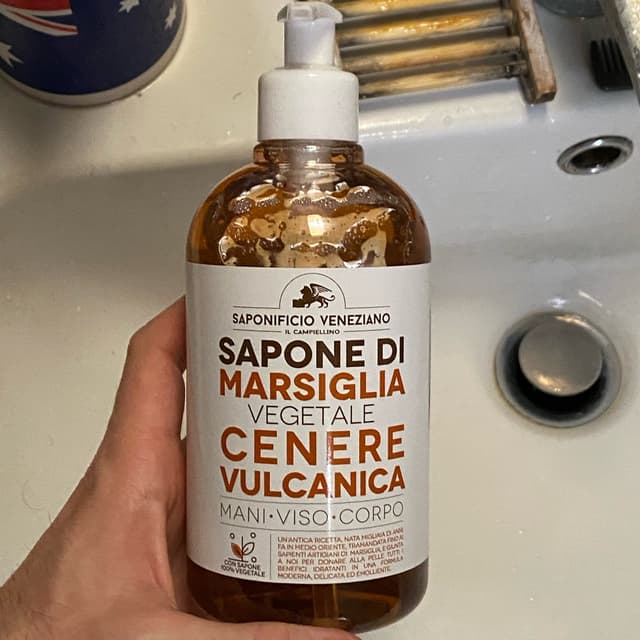 SAPONIFICIO VENEZIANO
IL CAMPIELLINO
SAPONE DI
MARSIGLIA
VEGETALE
CENERE
VULCANICA
MANI•VISO•CORPO
CON SAPONE
100% VEGETALE
UN'ANTICA RICETTA, NATA MIGLIAIA DI ANNI
FA IN MEDIO ORIENTE, TRAMANDATA FINO AI
SAPIENTI ARTIGIANI DI MARSIGLIA, E GIUNTA
A NOI PER DONARE ALLA PELLE TUTTI I
BENEFICI IDRATANTI IN UNA FORMULA
MODERNA, DELICATA ED EMOLLIENTE.